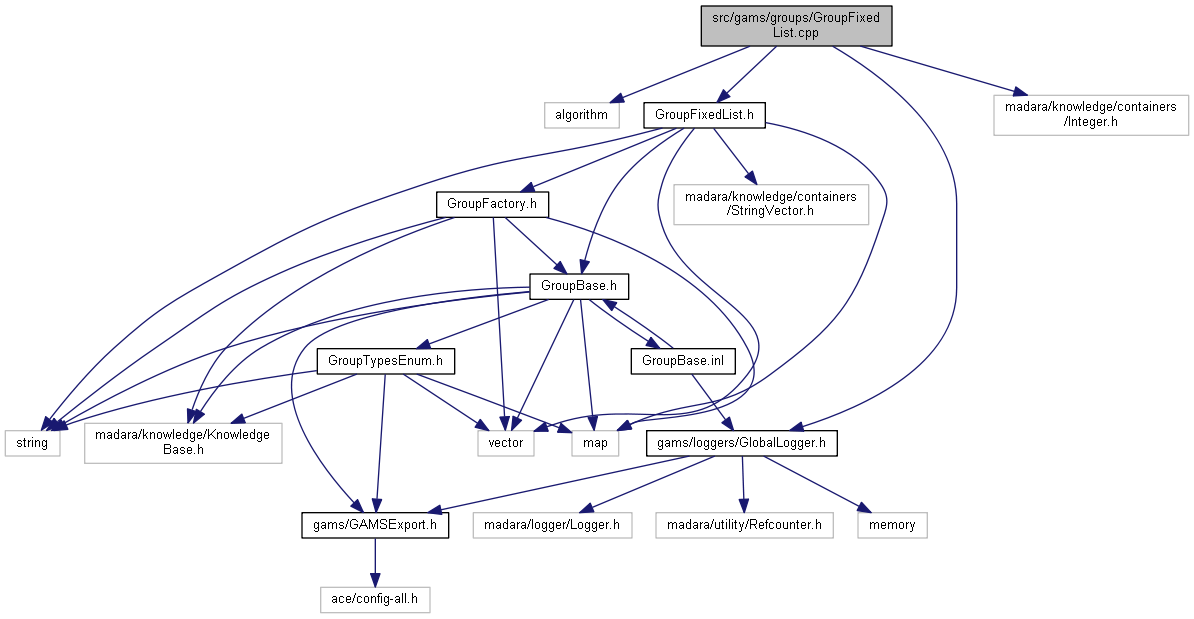 src/gams/groups/GroupFixed
List.cpp
algorithm
GroupFixedList.h
madara/knowledge/containers
/Integer.h
GroupFactory.h
madara/knowledge/containers
/StringVector.h
GroupBase.h
GroupTypesEnum.h
GroupBase.inl
string
madara/knowledge/Knowledge
Base.h
vector
map
gams/loggers/GlobalLogger.h
gams/GAMSExport.h
madara/logger/Logger.h
madara/utility/Refcounter.h
memory
ace/config-all.h